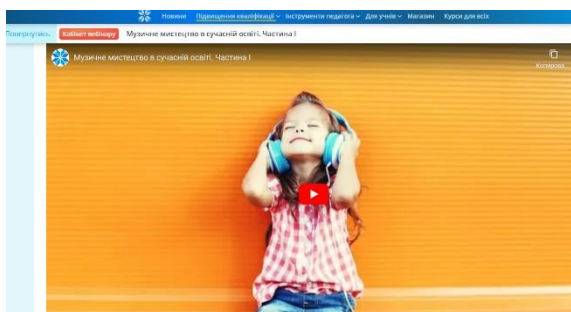 Новини Підвищення кваліфікації Інструменти педагога Для учнів Магазин Курси для всіх
Повернутись Кабінет вебінару Музичне мистецтво в сучасній освіті. Частина І
Музичне мистецтво в сучасній освіті. Частина І
Копирова...